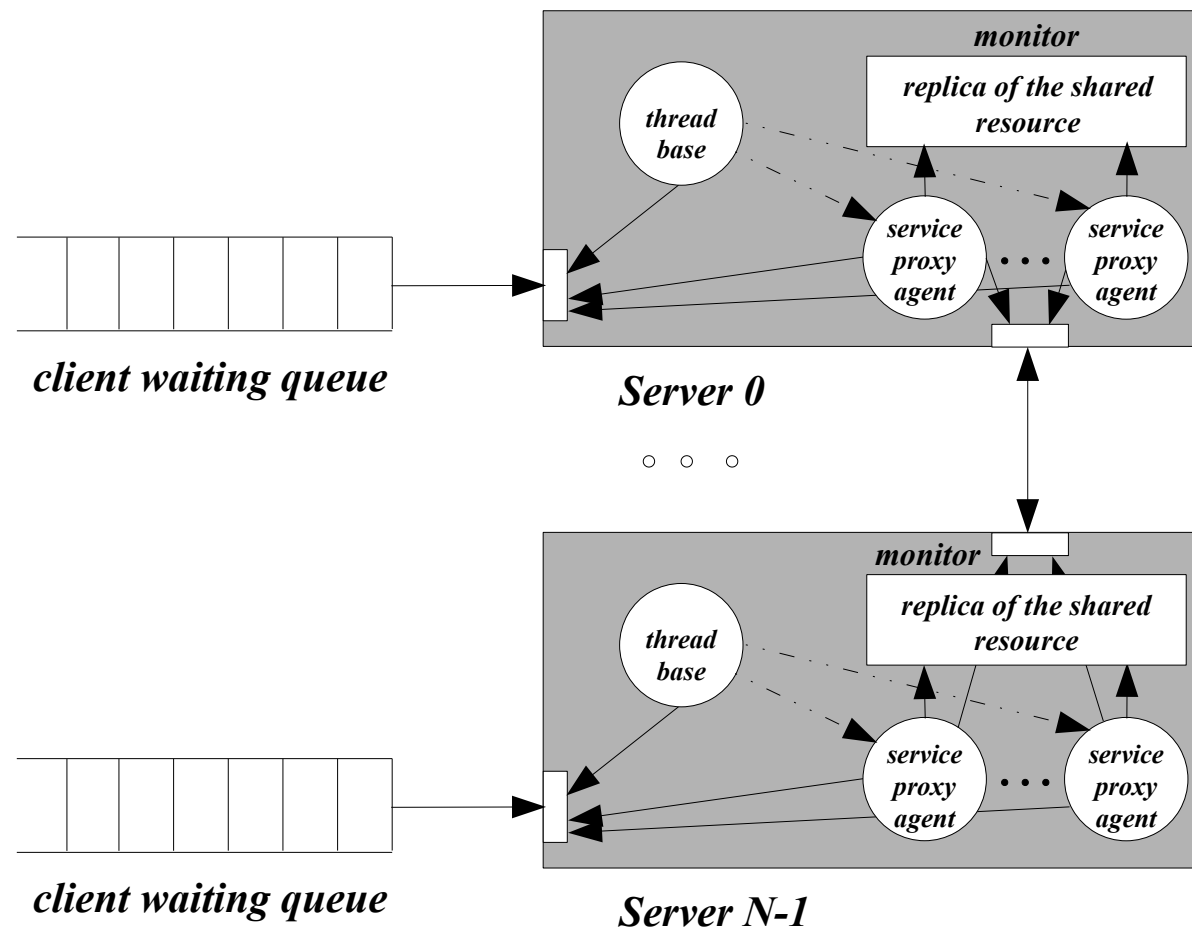 monitor
replica of the shared
resource
thread
base
service
proxy
agent
service
proxy
agent
client waiting queue
Server 0
monitor
replica of the shared
resource
thread
base
service
proxy
agent
service
proxy
agent
client waiting queue
Server N-1